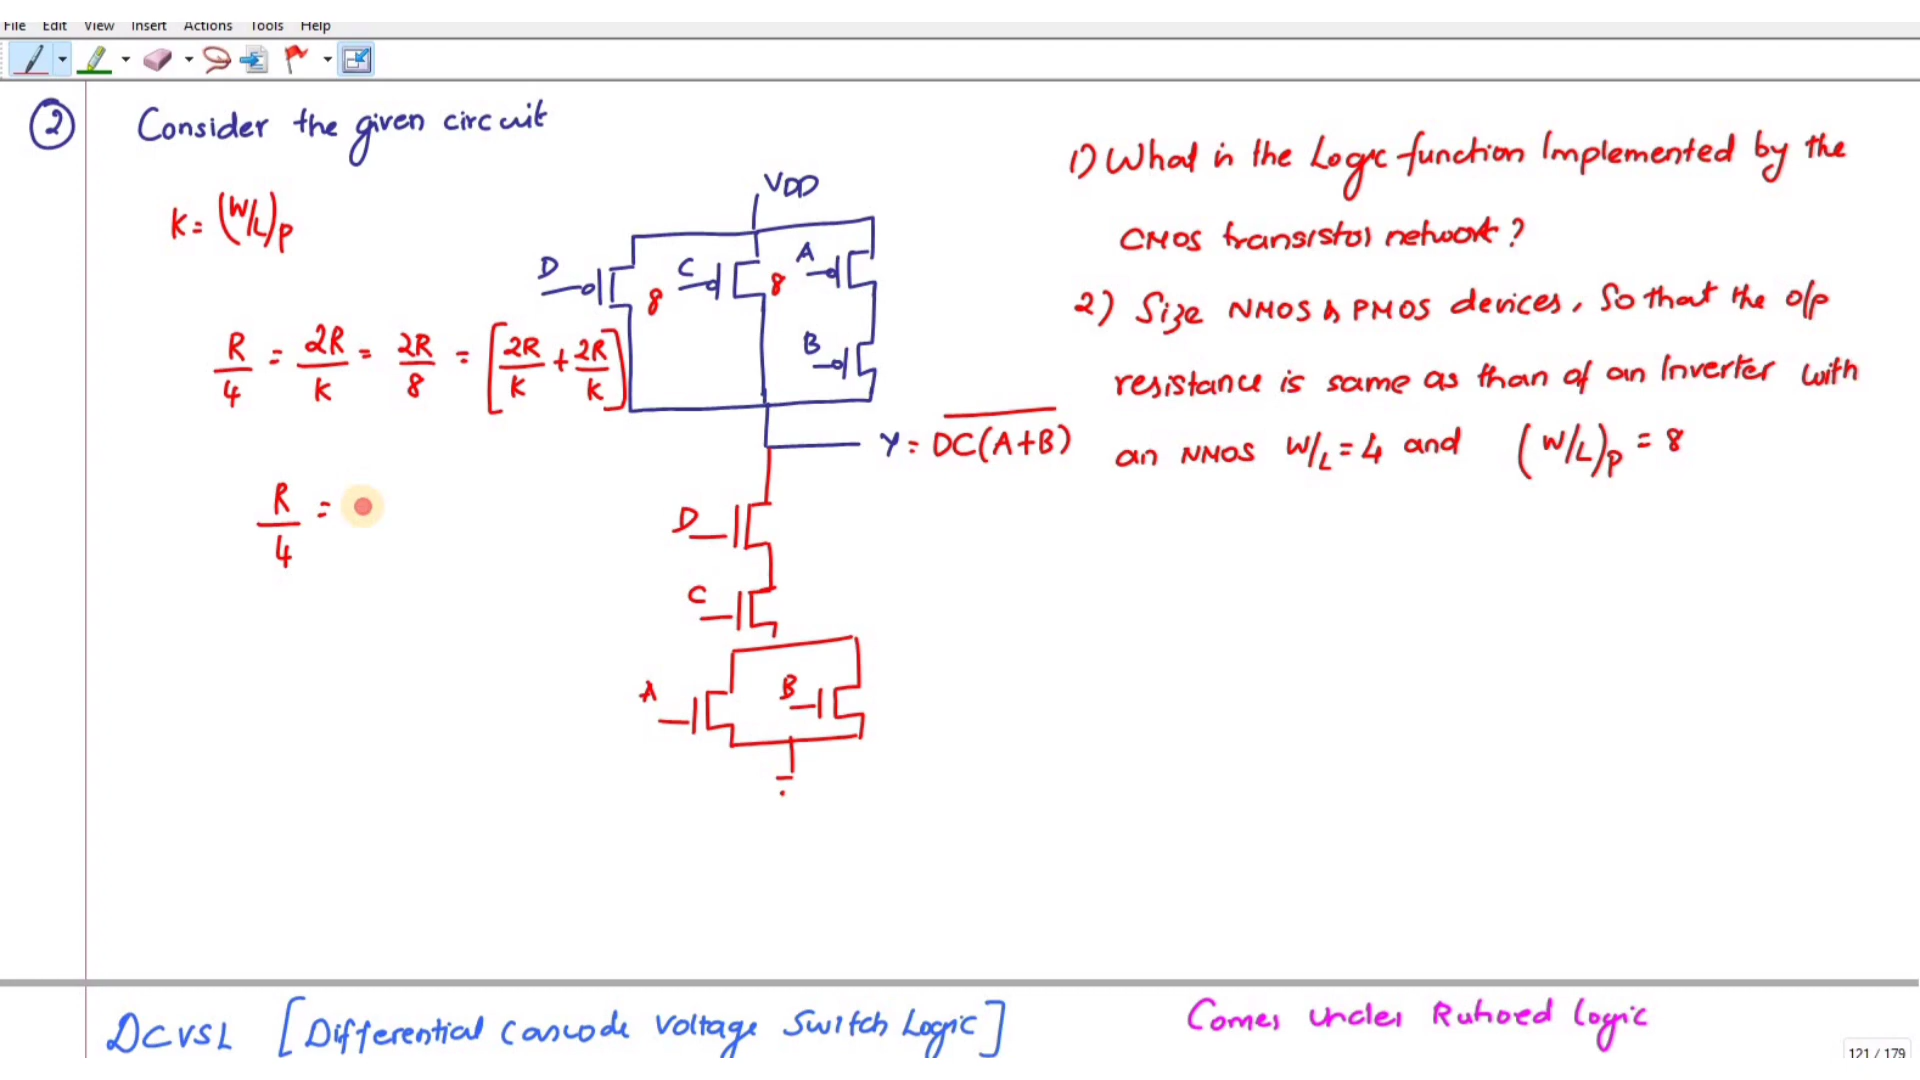 File Edit View Insert Actions Tools Help
2 Consider the given circuit
K = (W/L)p
R/4 = 2R/K = 2R/8 = [2R/K + 2R/K]
R/4 =
VDD
D 8 C 8 A
B
Y = \overline{DC(A+B)}
D
C
A B
1) What is the Logic function Implemented by the
CMOS transistor network?
2) Size NMOS & PMOS devices, So that the o/p
resistance is same as than of an Inverter with
an NMOS W/L = 4 and (W/L)p = 8
DCVSL [Differential Cascode Voltage Switch Logic]
Comes under Ratioed Logic
121 / 179